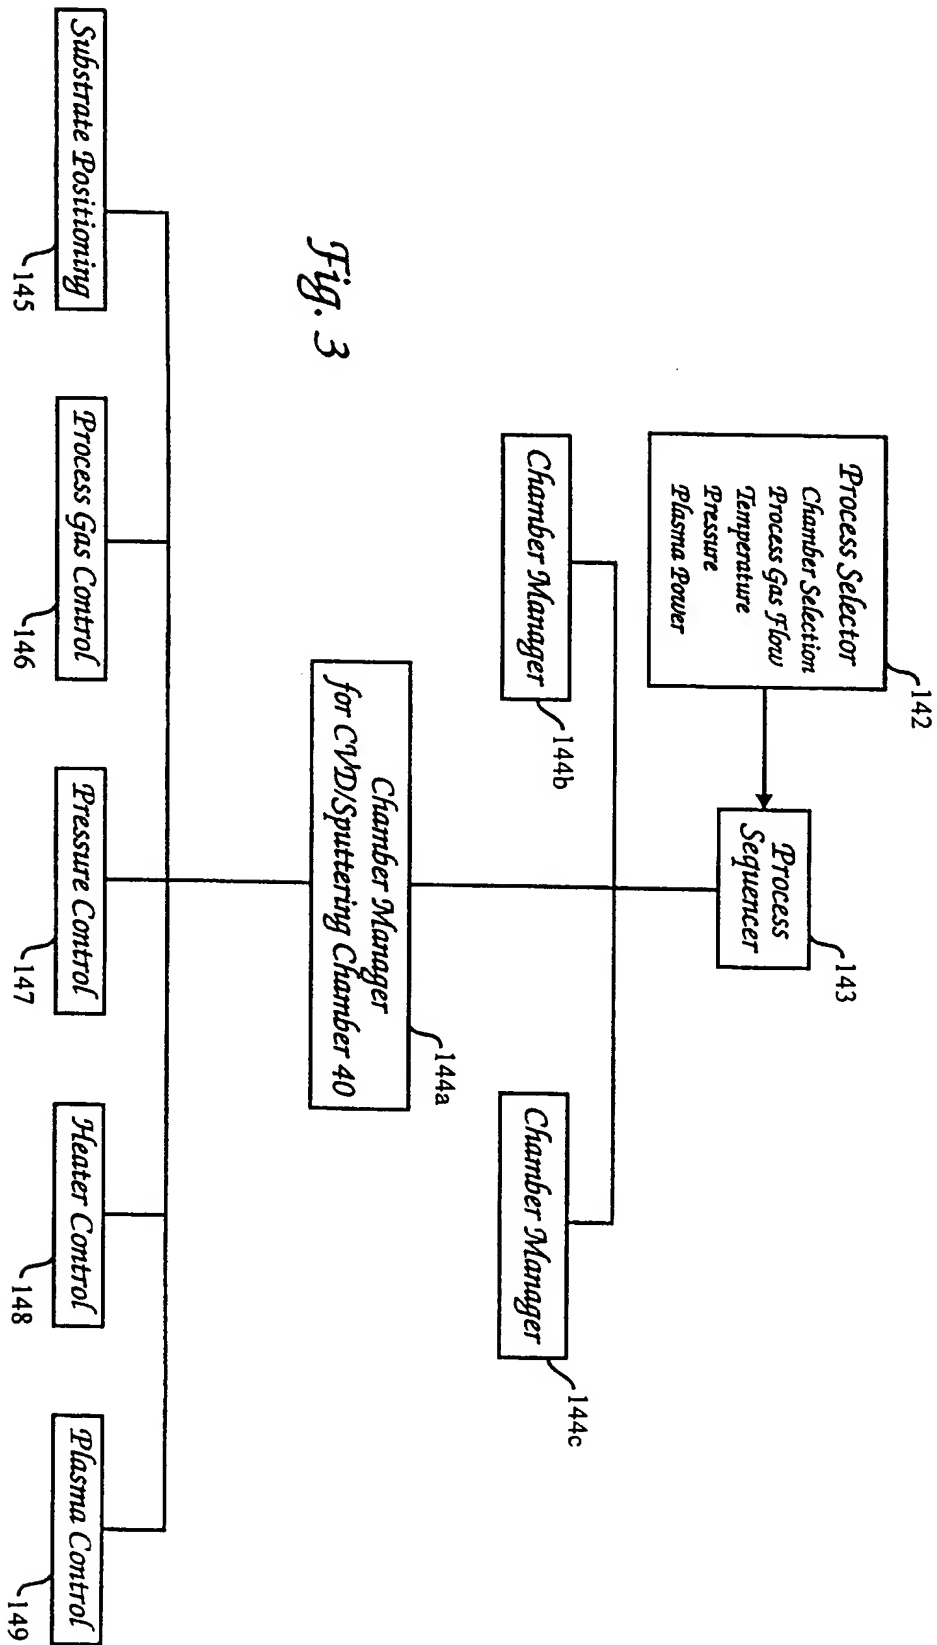 Process Selector
Chamber Selection
Process Gas Flow
Temperature
Pressure
Plasma Power
142
Process
Sequencer
143
Chamber Manager
144b
Chamber Manager
144c
Chamber Manager
for CVD/Sputtering Chamber 40
144a
Fig. 3
Substrate Positioning
145
Process Gas Control
146
Pressure Control
147
Heater Control
148
Plasma Control
149